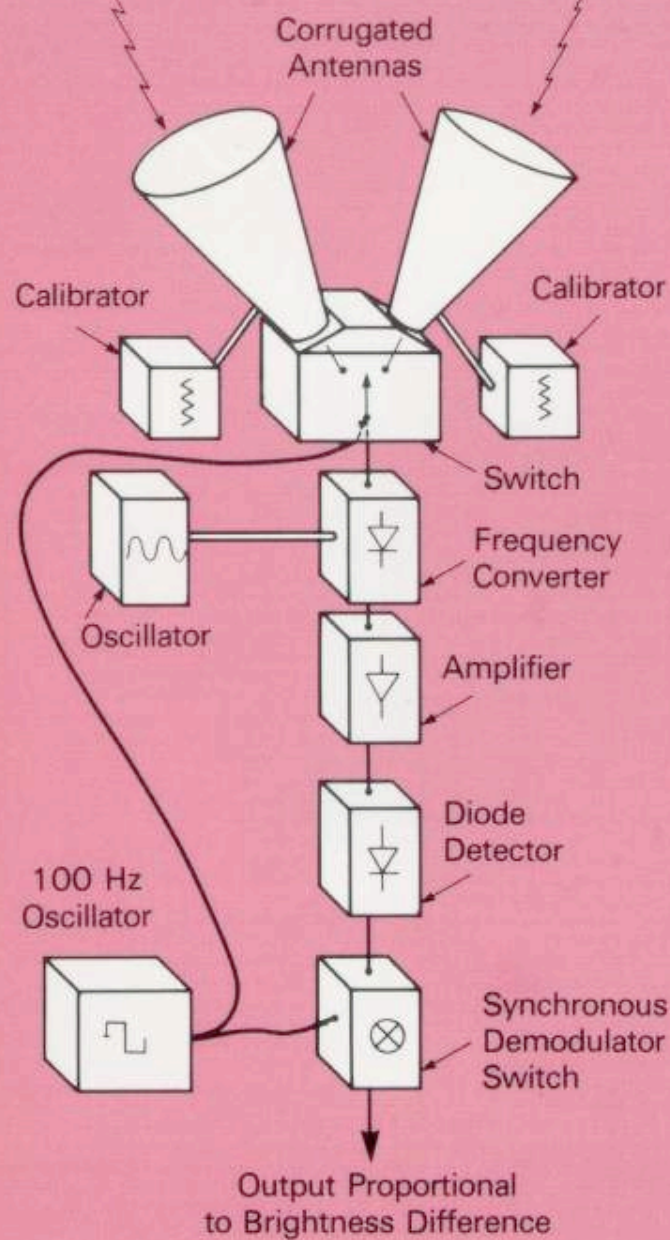 Corrugated
Antennas
Calibrator
Calibrator
Switch
Frequency
Converter
Oscillator
Amplifier
Diode
Detector
100 Hz
Oscillator
Synchronous
Demodulator
Switch
Output Proportional
to Brightness Difference